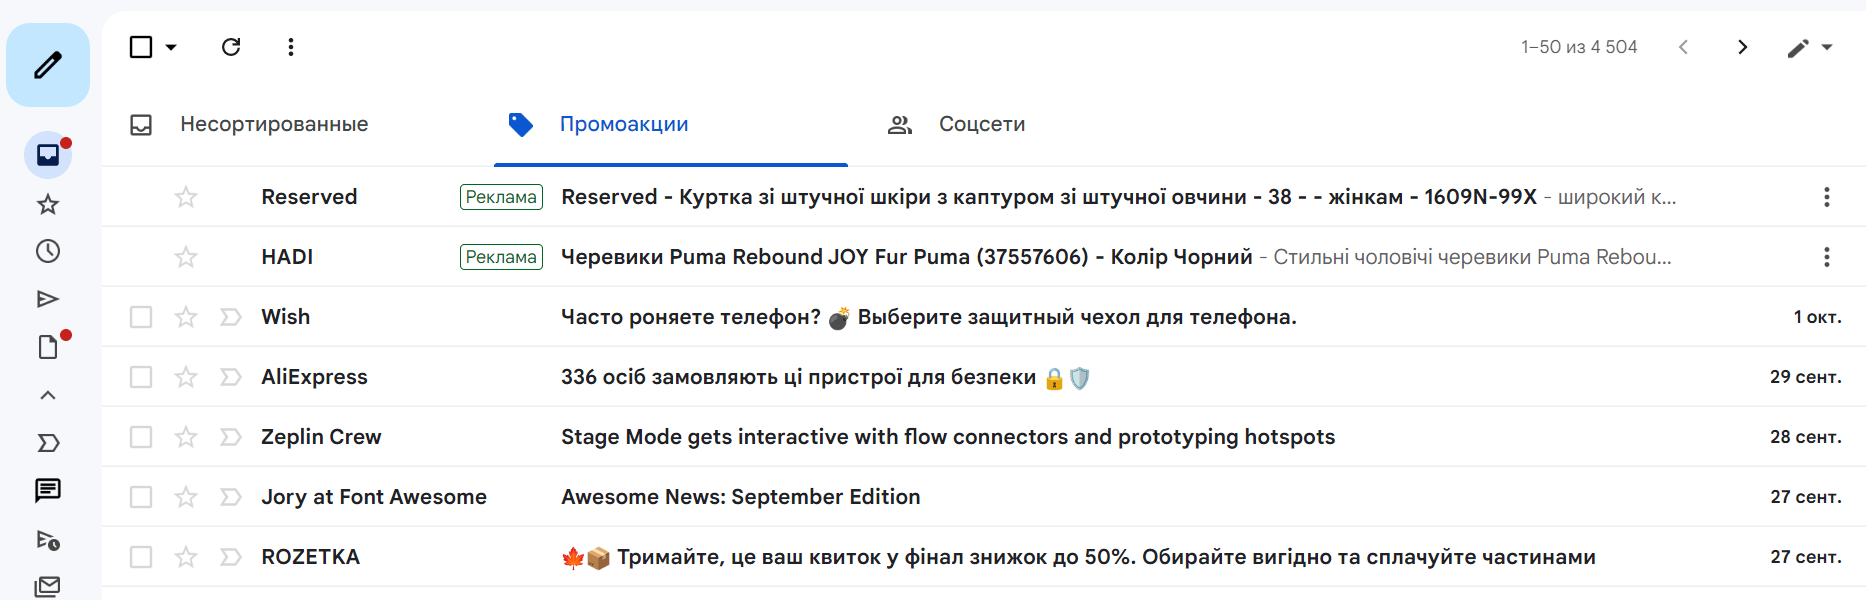 1–50 из 4 504
Несортированные Промоакции Соцсети
Reserved Реклама Reserved - Куртка зі штучної шкіри з каптуром зі штучної овчини - 38 - - жінкам - 1609N-99X - широкий к...
HADI Реклама Черевики Puma Rebound JOY Fur Puma (37557606) - Колір Чорний - Стильні чоловічі черевики Puma Rebou...
Wish Часто роняете телефон? 💣 Выберите защитный чехол для телефона. 1 окт.
AliExpress 336 осіб замовляють ці пристрої для безпеки 🔒🛡️ 29 сент.
Zeplin Crew Stage Mode gets interactive with flow connectors and prototyping hotspots 28 сент.
Jory at Font Awesome Awesome News: September Edition 27 сент.
ROZETKA 🍁📦 Тримайте, це ваш квиток у фінал знижок до 50%. Обирайте вигідно та сплачуйте частинами 27 сент.